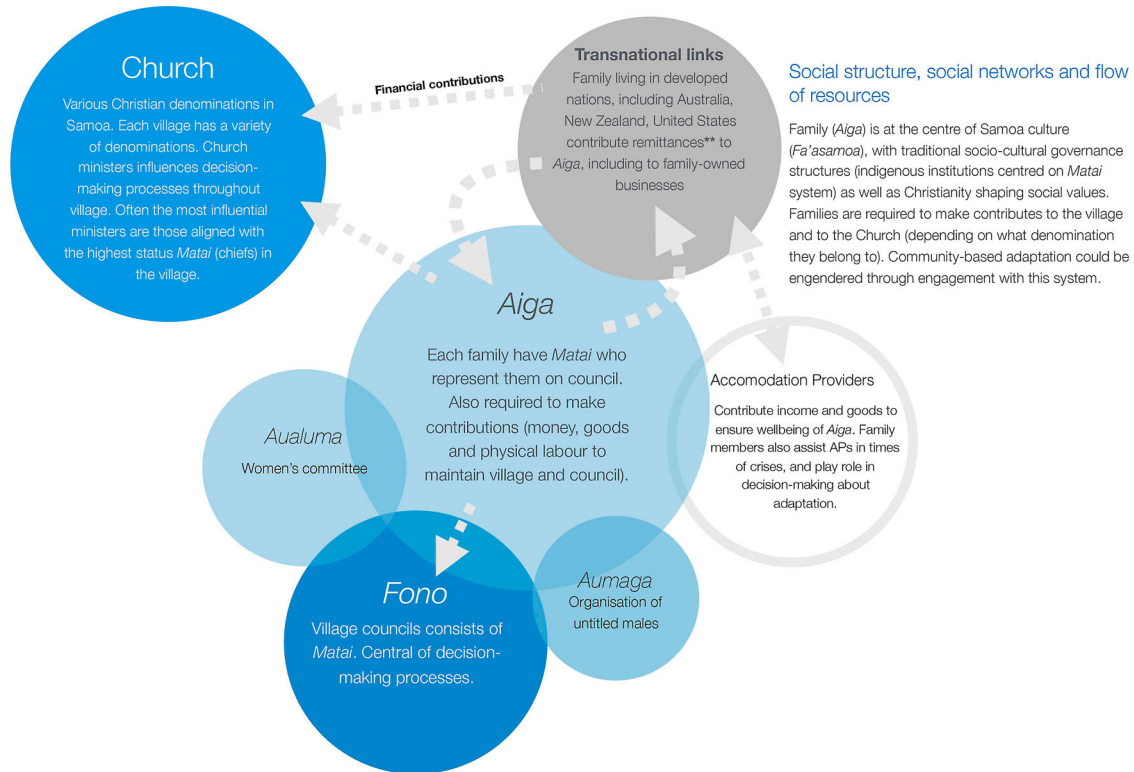 Church
Various Christian denominations in
Samoa. Each village has a variety
of denominations. Church
ministers influences decision-
making processes throughout
village. Often the most influential
ministers are those aligned with
the highest status Matai (chiefs) in
the village.
Financial contributions
Transnational links
Family living in developed
nations, including Australia,
New Zealand, United States
contribute remittances** to
Aiga, including to family-owned
businesses
Social structure, social networks and flow
of resources
Family (Aiga) is at the centre of Samoa culture
(Fa'asamoa), with traditional socio-cultural governance
structures (indigenous institutions centred on Matai
system) as well as Christianity shaping social values.
Families are required to make contributes to the village
and to the Church (depending on what denomination
they belong to). Community-based adaptation could be
engendered through engagement with this system.
Aiga
Each family have Matai who
represent them on council.
Also required to make
contributions (money, goods
and physical labour to
maintain village and council).
Accomodation Providers
Contribute income and goods to
ensure wellbeing of Aiga. Family
members also assist APs in times
of crises, and play role in
decision-making about
adaptation.
Aualuma
Women's committee
Fono
Village councils consists of
Matai. Central of decision-
making processes.
Aumaga
Organisation of
untitled males